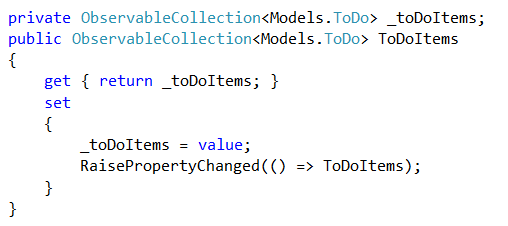 private ObservableCollection<Models.ToDo> _toDoItems;
public ObservableCollection<Models.ToDo> ToDoItems
{
    get { return _toDoItems; }
    set
    {
        _toDoItems = value;
        RaisePropertyChanged(() => ToDoItems);
    }
}